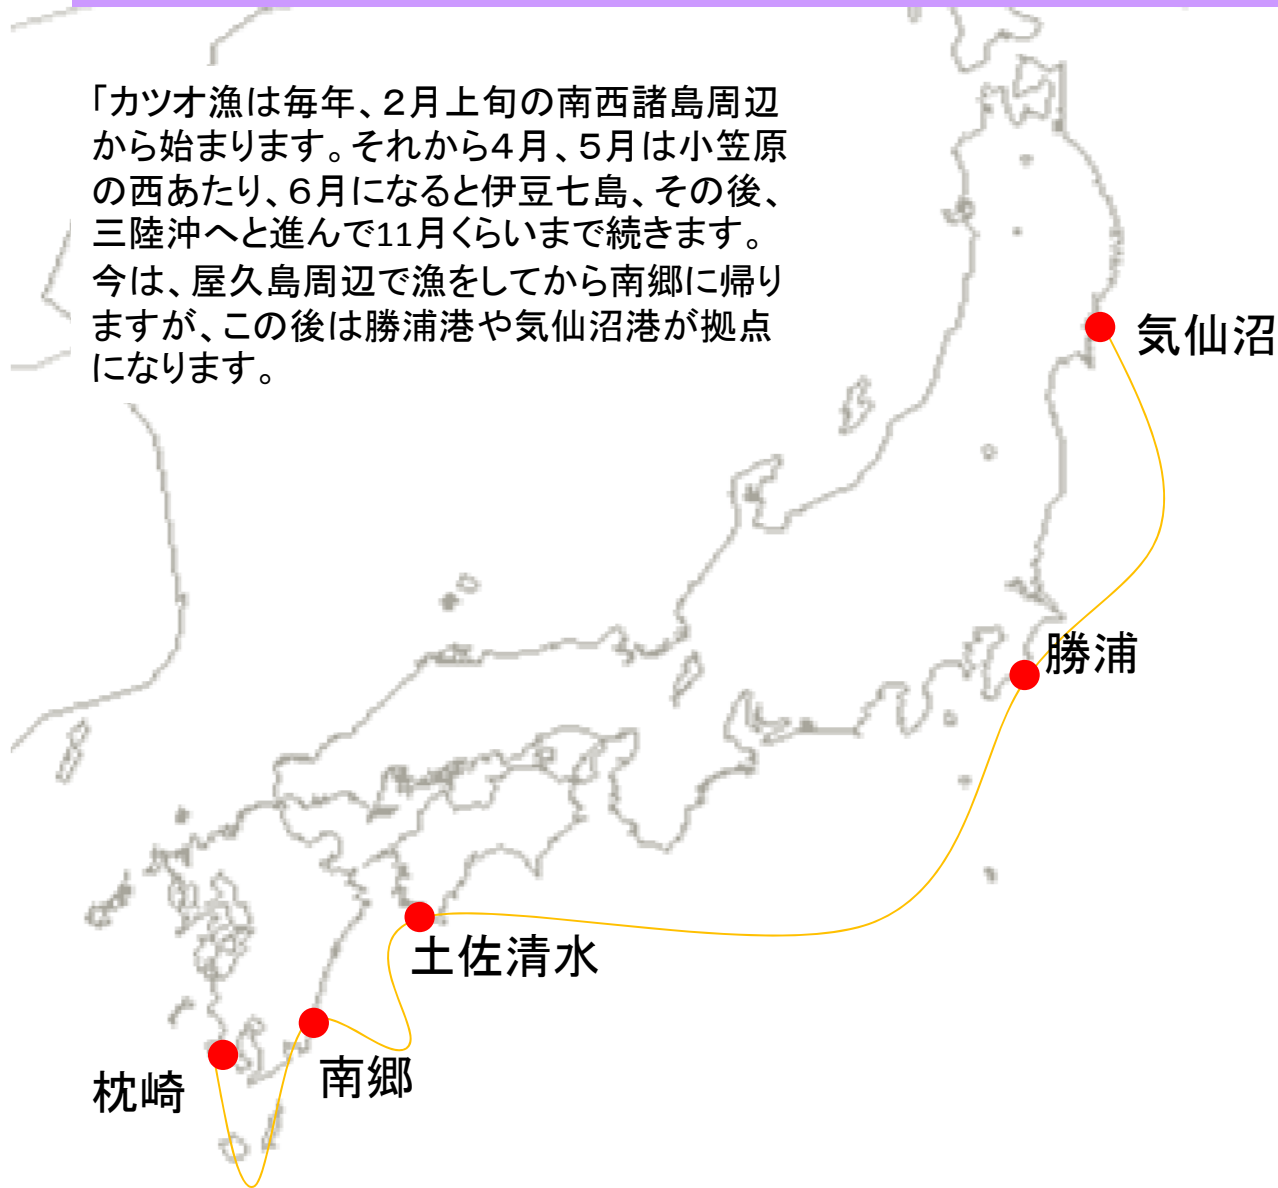 「カツオ漁は毎年、２月上旬の南西諸島周辺
から始まります。それから４月、５月は小笠原
の西あたり、６月になると伊豆七島、その後、
三陸沖へと進んで11月くらいまで続きます。
今は、屋久島周辺で漁をしてから南郷に帰り
ますが、この後は勝浦港や気仙沼港が拠点
になります。
気仙沼
勝浦
土佐清水
南郷
枕崎